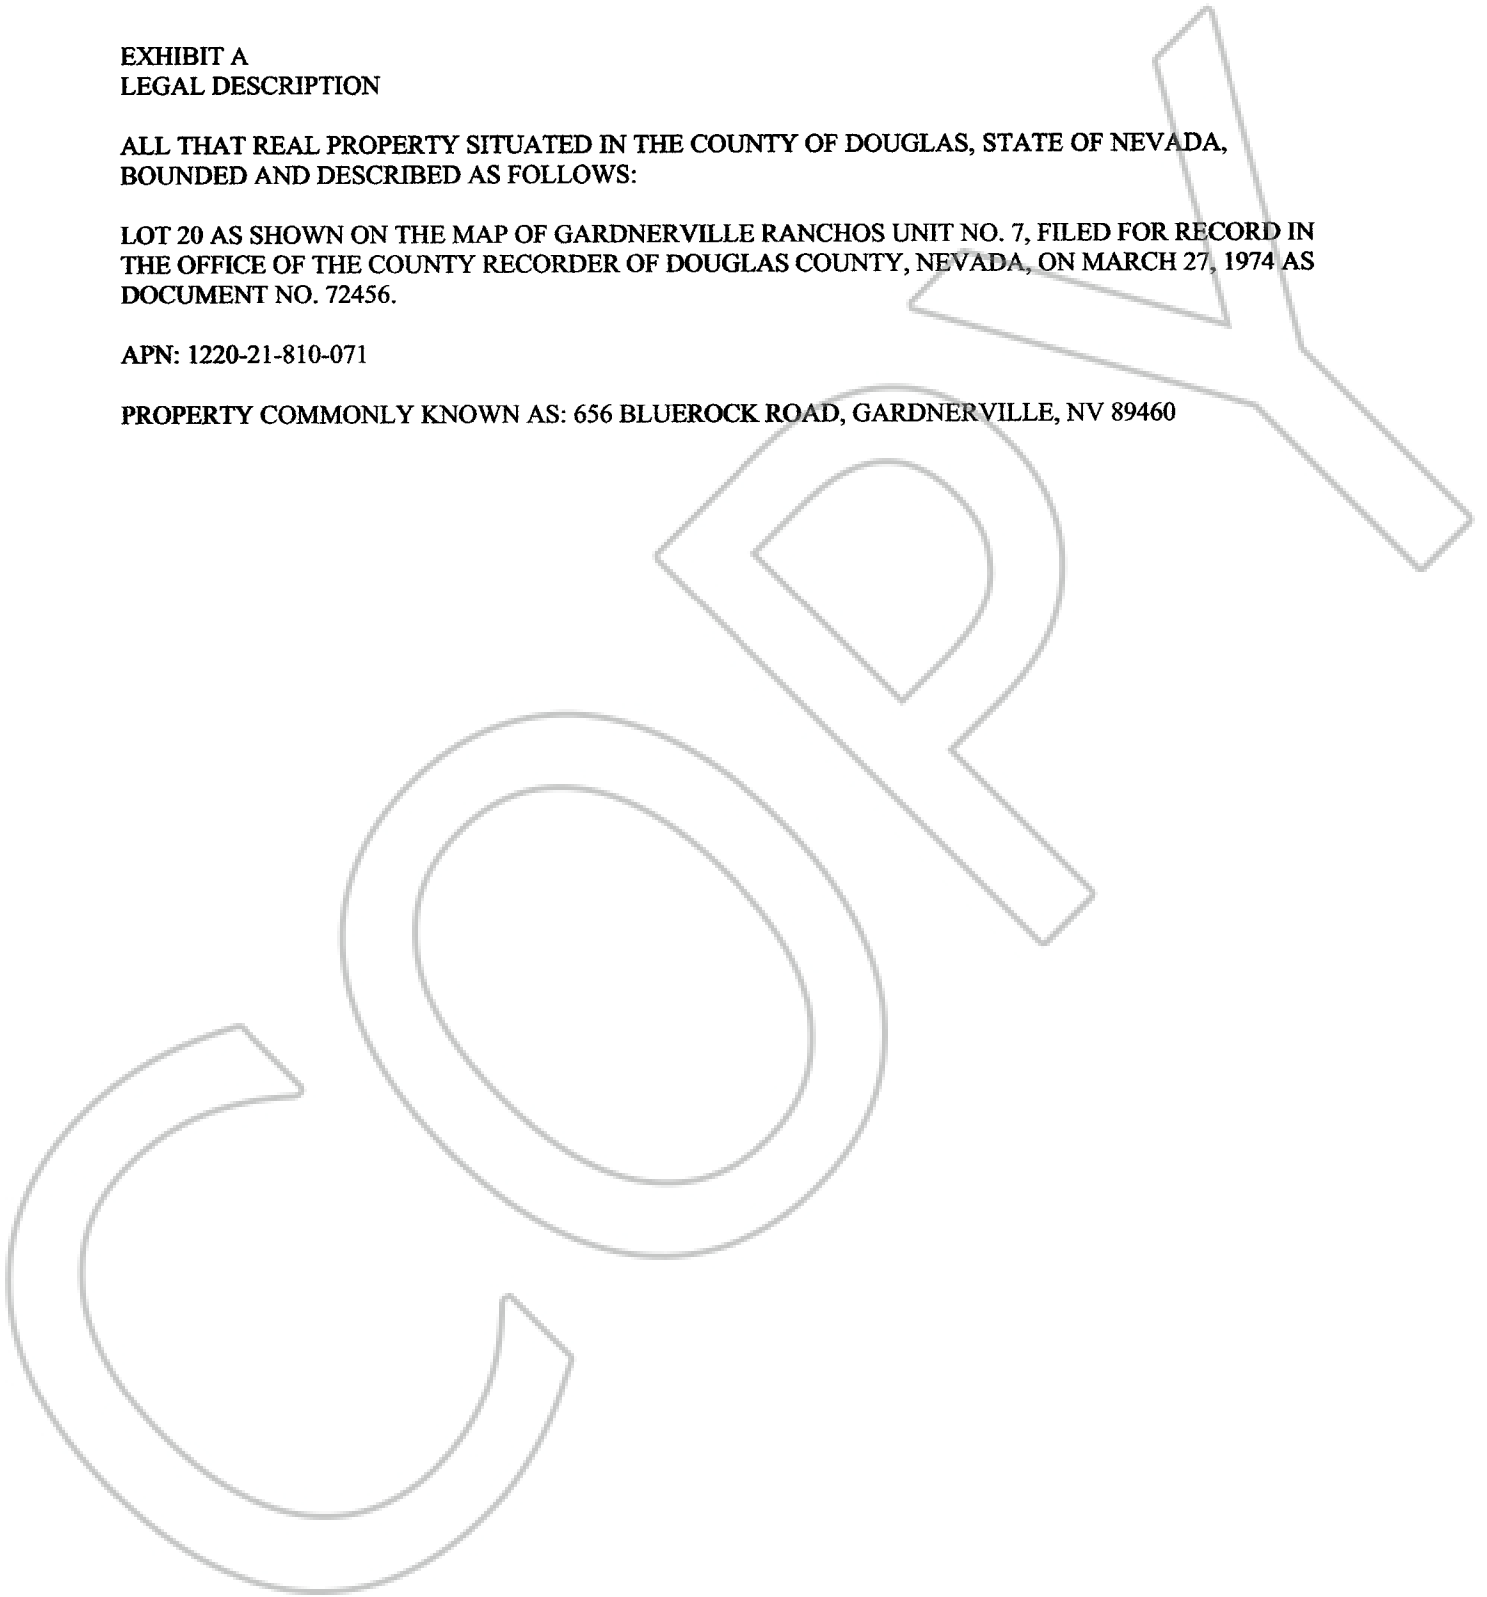 EXHIBIT A
LEGAL DESCRIPTION
ALL THAT REAL PROPERTY SITUATED IN THE COUNTY OF DOUGLAS, STATE OF NEVADA,
BOUNDED AND DESCRIBED AS FOLLOWS:
LOT 20 AS SHOWN ON THE MAP OF GARDNERVILLE RANCHOS UNIT NO. 7, FILED FOR RECORD IN
THE OFFICE OF THE COUNTY RECORDER OF DOUGLAS COUNTY, NEVADA, ON MARCH 27, 1974 AS
DOCUMENT NO. 72456.
APN: 1220-21-810-071
PROPERTY COMMONLY KNOWN AS: 656 BLUEROCK ROAD, GARDNERVILLE, NV 89460
COPY